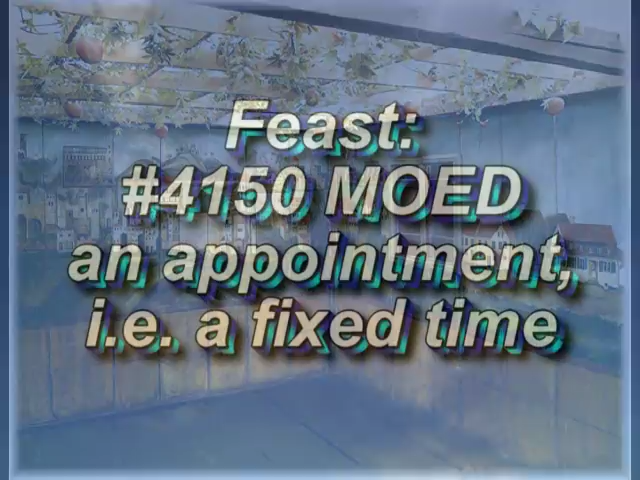 Feast:
#4150 MOED
an appointment,
i.e. a fixed time